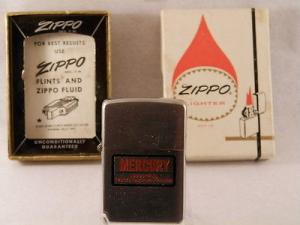 ZIPPO
FOR BEST RESULTS
USE
ZIPPO
FLINTS AND
ZIPPO FLUID
UNCONDITIONALLY
GUARANTEED
ZIPPO
LIGHTER
MERCURY